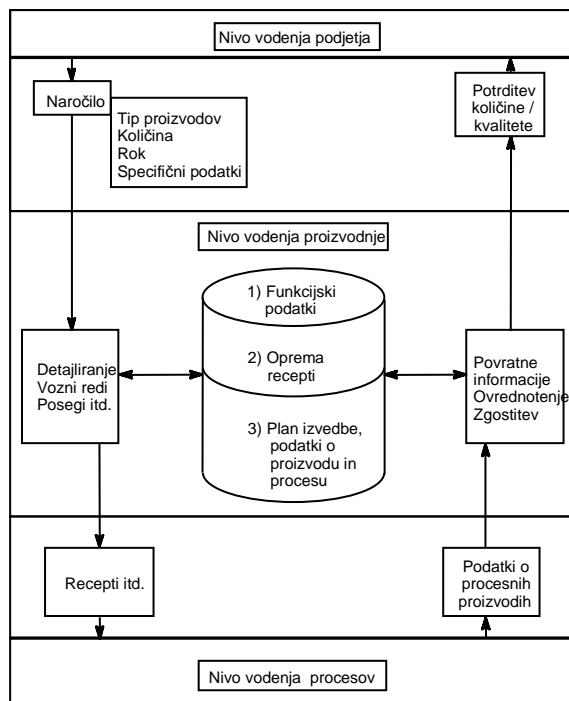 Nivo vodenja podjetja
Naročilo
Tip proizvodov
Količina
Rok
Specifični podatki
Potrditev
količine /
kvalitete
Nivo vodenja proizvodnje
1) Funkcijski
podatki
2) Oprema
recepti
3) Plan izvedbe,
podatki o
proizvodu in
procesu
Detajliranje
Vozni redi
Posegi itd.
Povratne
informacije
Ovrednotenje
Zgostitev
Recepti itd.
Podatki o
procesnih
proizvodih
Nivo vodenja procesov